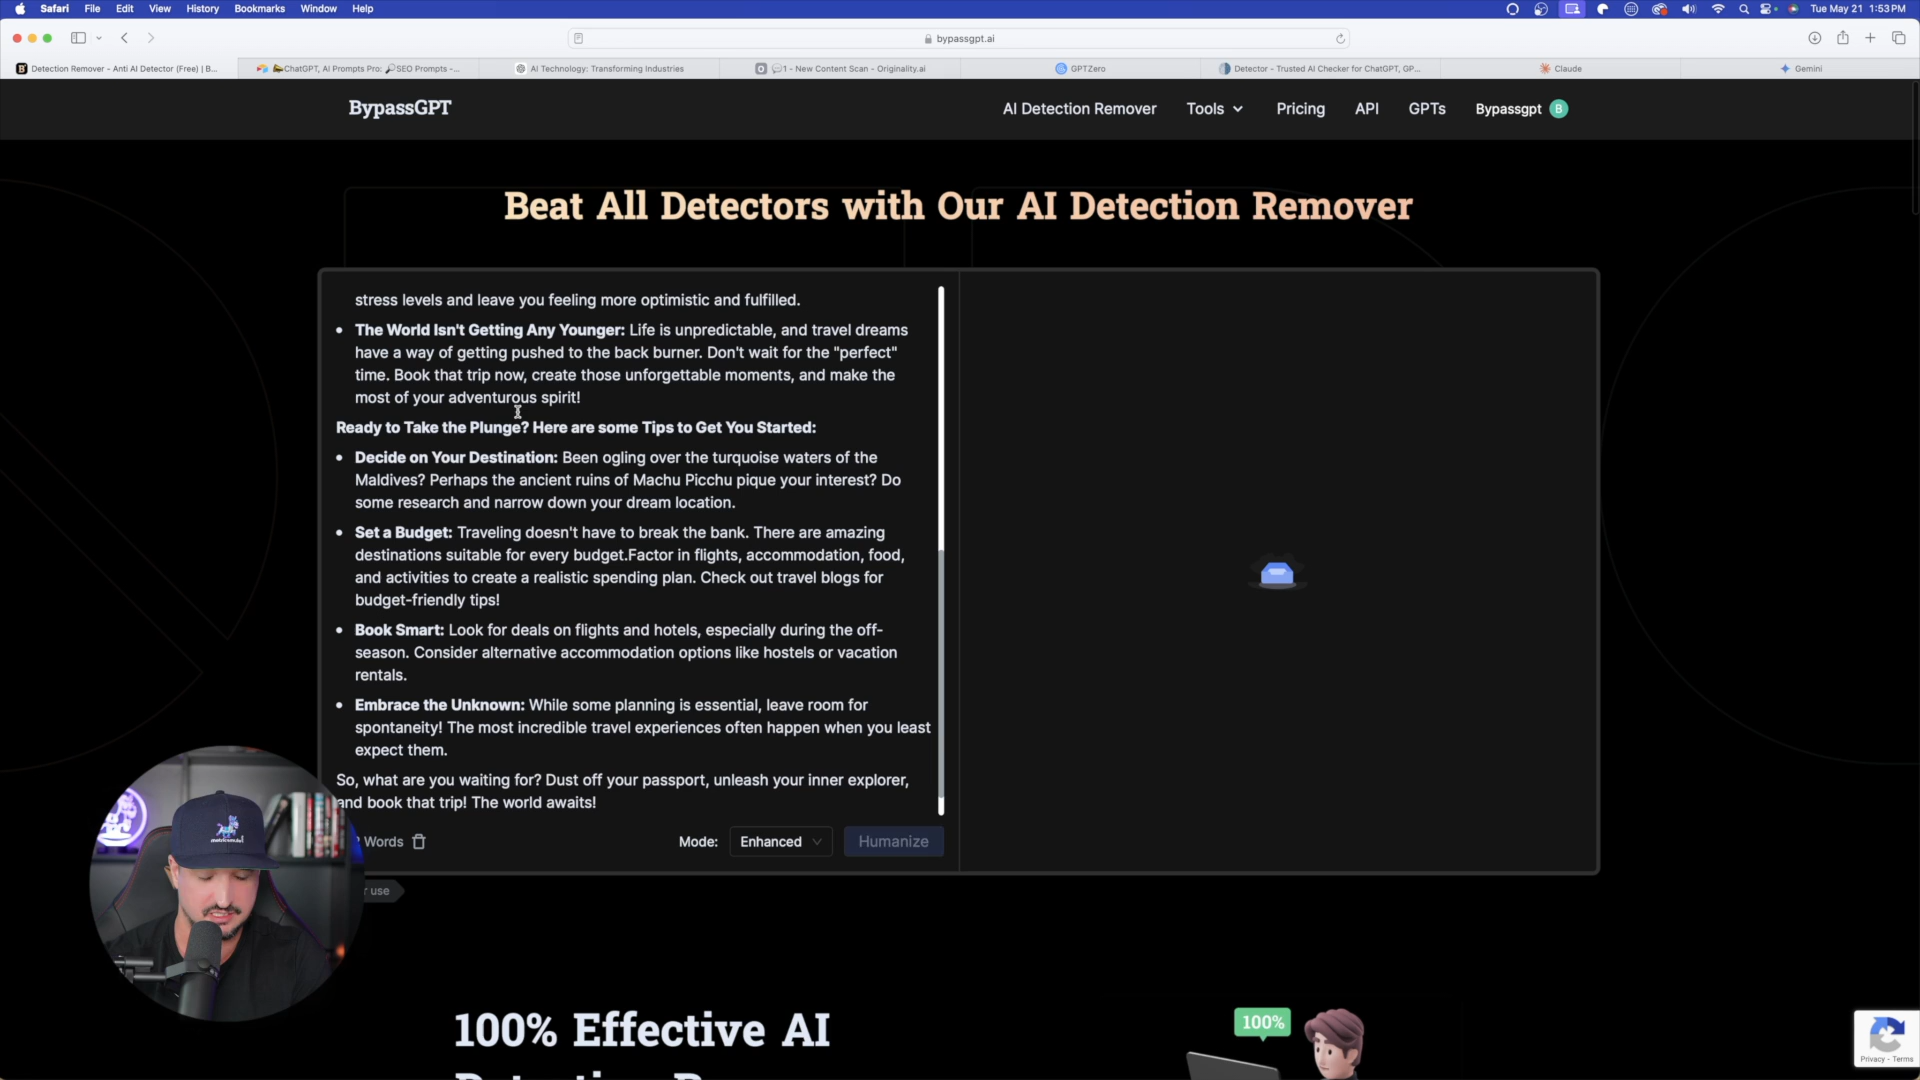 Safari File Edit View History Bookmarks Window Help
Tue May 21 1:53 PM
bypassgpt.ai
Detection Remover - Anti AI Detector (Free) | B...
ChatGPT, AI Prompts Pro: SEO Prompts -...
AI Technology: Transforming Industries
1 - New Content Scan - Originality.ai
GPTZero
Detector - Trusted AI Checker for ChatGPT, GP...
Claude
Gemini
BypassGPT
AI Detection Remover Tools Pricing API GPTs Bypassgpt B
Beat All Detectors with Our AI Detection Remover
stress levels and leave you feeling more optimistic and fulfilled.
• The World Isn't Getting Any Younger: Life is unpredictable, and travel dreams
have a way of getting pushed to the back burner. Don't wait for the "perfect"
time. Book that trip now, create those unforgettable moments, and make the
most of your adventurous spirit!
Ready to Take the Plunge? Here are some Tips to Get You Started:
• Decide on Your Destination: Been ogling over the turquoise waters of the
Maldives? Perhaps the ancient ruins of Machu Picchu pique your interest? Do
some research and narrow down your dream location.
• Set a Budget: Traveling doesn't have to break the bank. There are amazing
destinations suitable for every budget.Factor in flights, accommodation, food,
and activities to create a realistic spending plan. Check out travel blogs for
budget-friendly tips!
• Book Smart: Look for deals on flights and hotels, especially during the off-
season. Consider alternative accommodation options like hostels or vacation
rentals.
• Embrace the Unknown: While some planning is essential, leave room for
spontaneity! The most incredible travel experiences often happen when you least
expect them.
So, what are you waiting for? Dust off your passport, unleash your inner explorer,
and book that trip! The world awaits!
Words
Mode: Enhanced Humanize
use
100% Effective AI
100%
Privacy - Terms